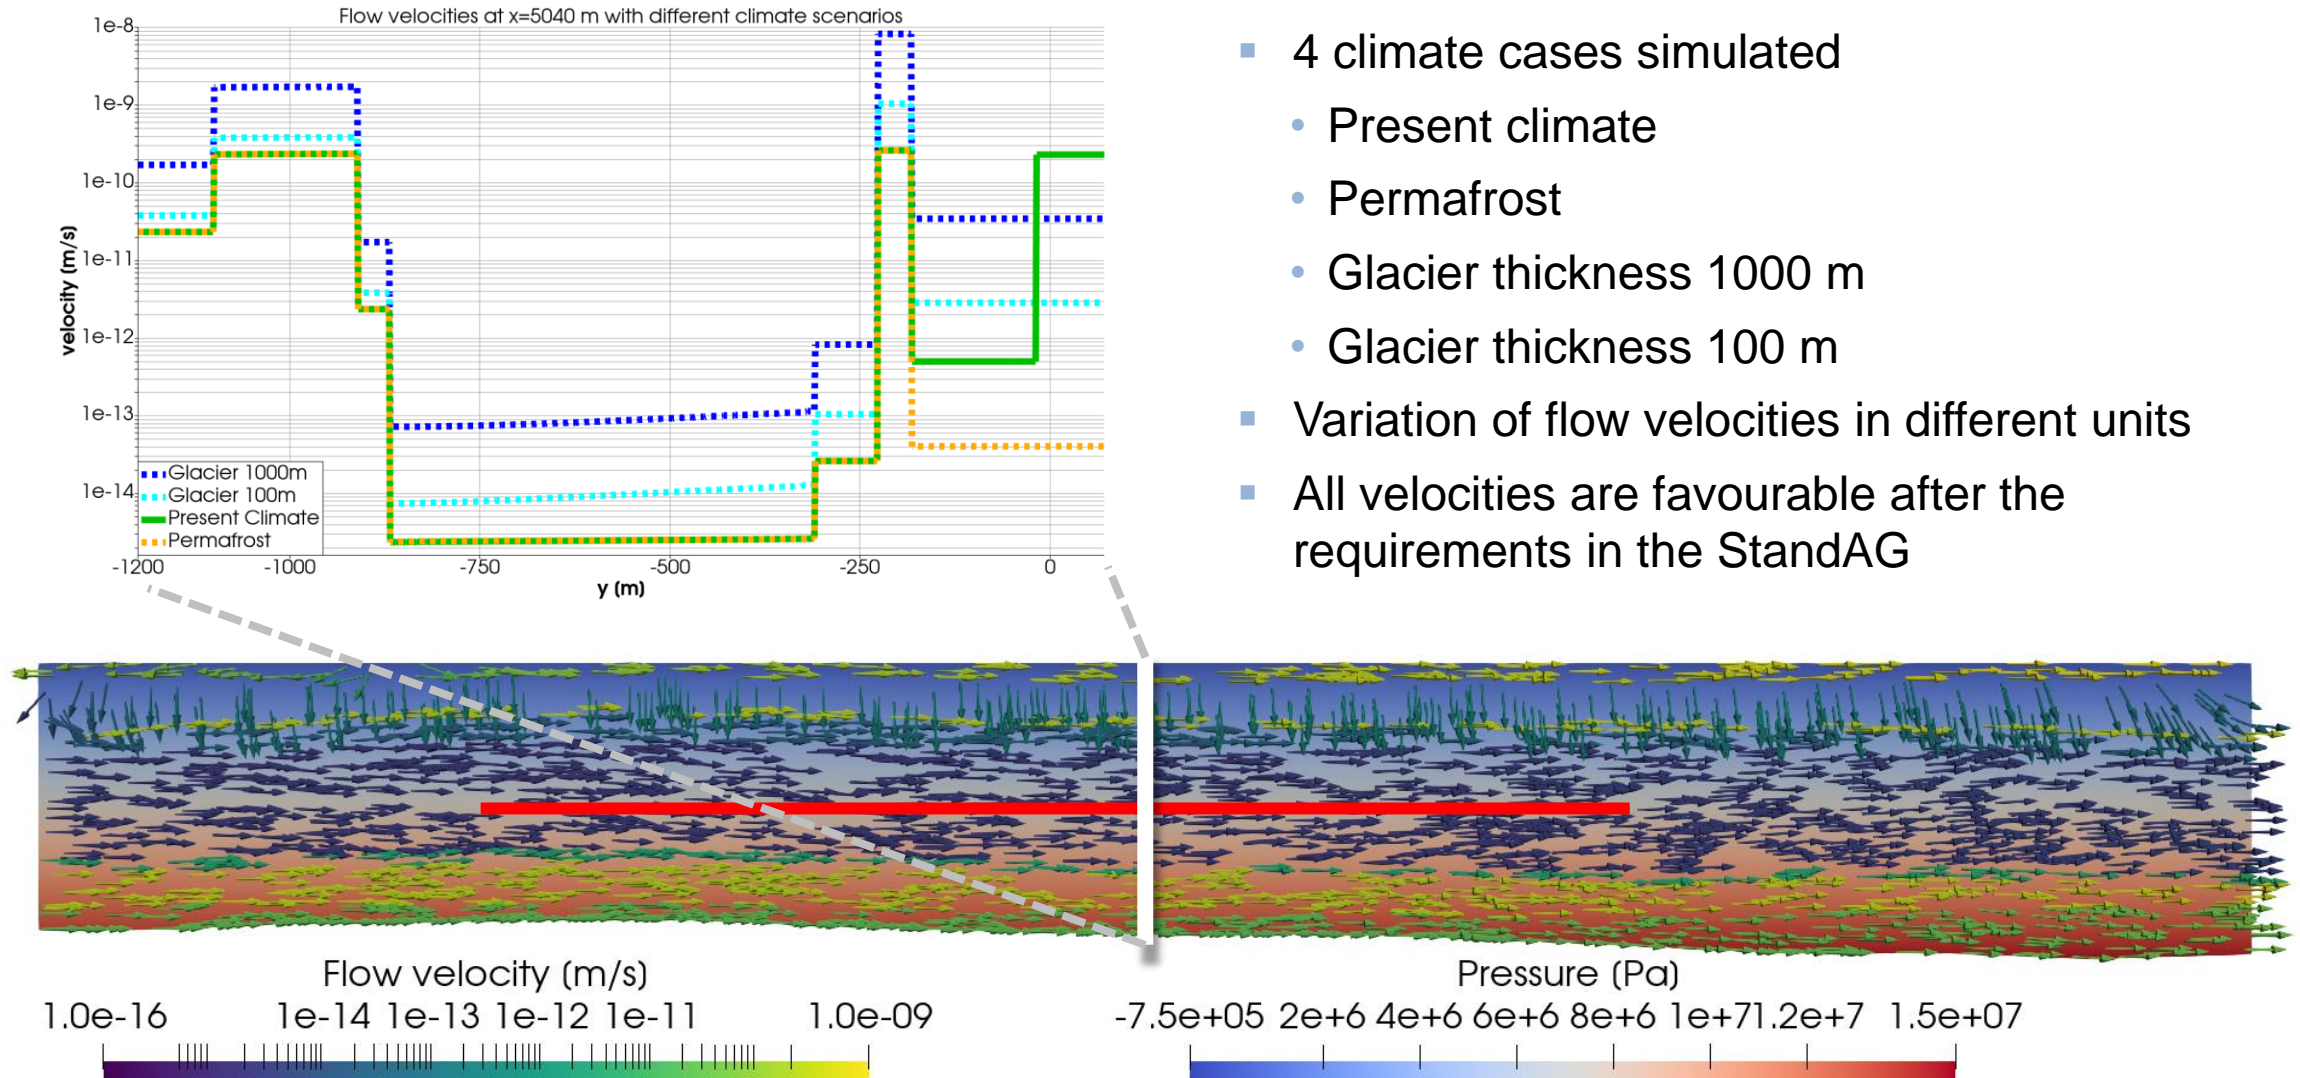 Flow velocities at x=5040 m with different climate scenarios
1e-8
1e-9
1e-10
1e-11
1e-12
1e-13
1e-14
velocity (m/s)
Glacier 1000m
Glacier 100m
Present Climate
Permafrost
-1200 -1000 -750 -500 -250 0
y (m)
4 climate cases simulated
Present climate
Permafrost
Glacier thickness 1000 m
Glacier thickness 100 m
Variation of flow velocities in different units
All velocities are favourable after the
requirements in the StandAG
Flow velocity (m/s)
1.0e-16 1e-14 1e-13 1e-12 1e-11 1.0e-09
Pressure (Pa)
-7.5e+05 2e+6 4e+6 6e+6 8e+6 1e+7 1.2e+7 1.5e+07